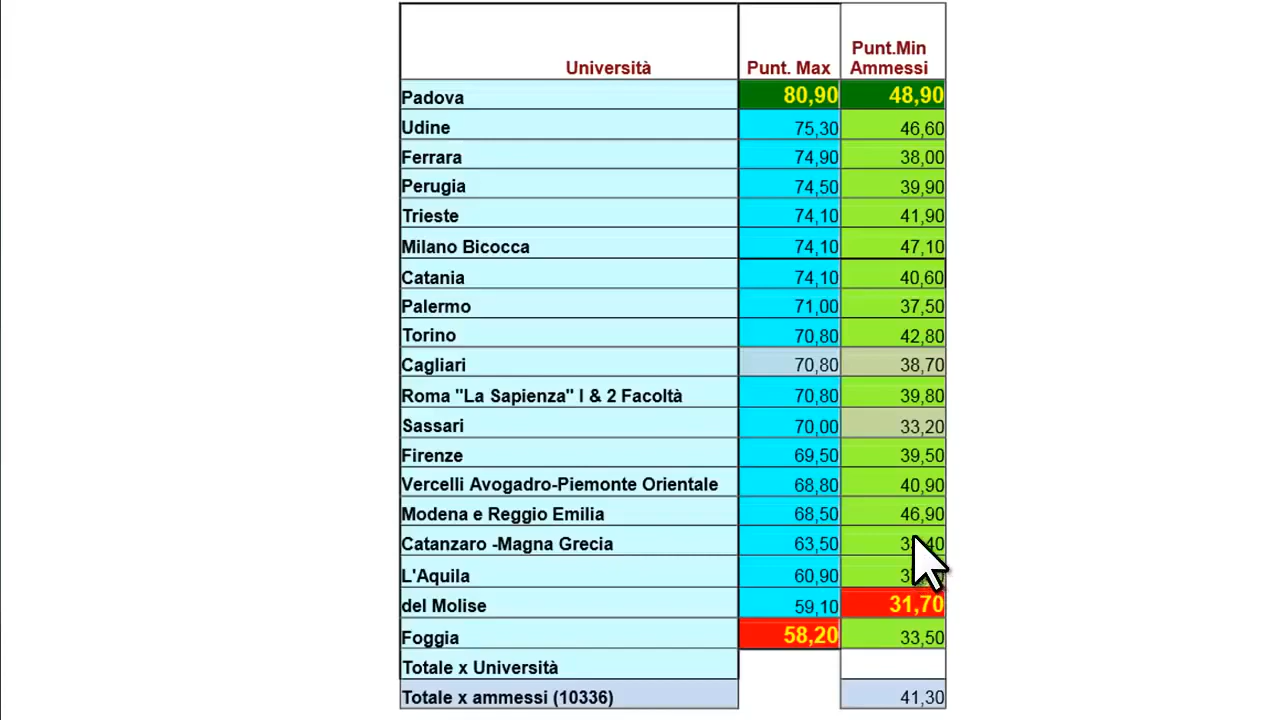 Università Punt. Max Punt.Min Ammessi
Padova 80,90 48,90
Udine 75,30 46,60
Ferrara 74,90 38,00
Perugia 74,50 39,90
Trieste 74,10 41,90
Milano Bicocca 74,10 47,10
Catania 74,10 40,60
Palermo 71,00 37,50
Torino 70,80 42,80
Cagliari 70,80 38,70
Roma "La Sapienza" I & 2 Facoltà 70,80 39,80
Sassari 70,00 33,20
Firenze 69,50 39,50
Vercelli Avogadro-Piemonte Orientale 68,80 40,90
Modena e Reggio Emilia 68,50 46,90
Catanzaro -Magna Grecia 63,50
L'Aquila 60,90
del Molise 59,10 31,70
Foggia 58,20 33,50
Totale x Università
Totale x ammessi (10336) 41,30